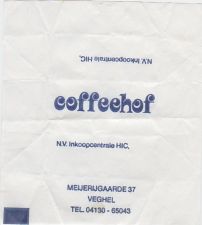 N.V. Inkoopcentrale HIC,
coffeehof
N.V. Inkoopcentrale HIC,
MEIJERIJGAARDE 37
VEGHEL
TEL. 04130 - 65043